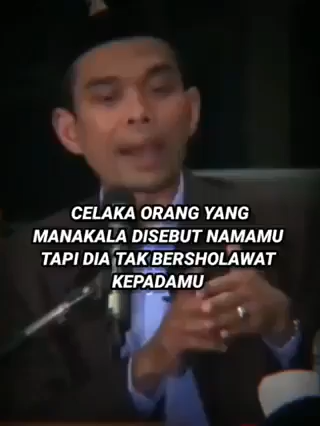 CELAKA ORANG YANG
MANAKALA DISEBUT NAMAMU
TAPI DIA TAK BERSHOLAWAT
KEPADAMU